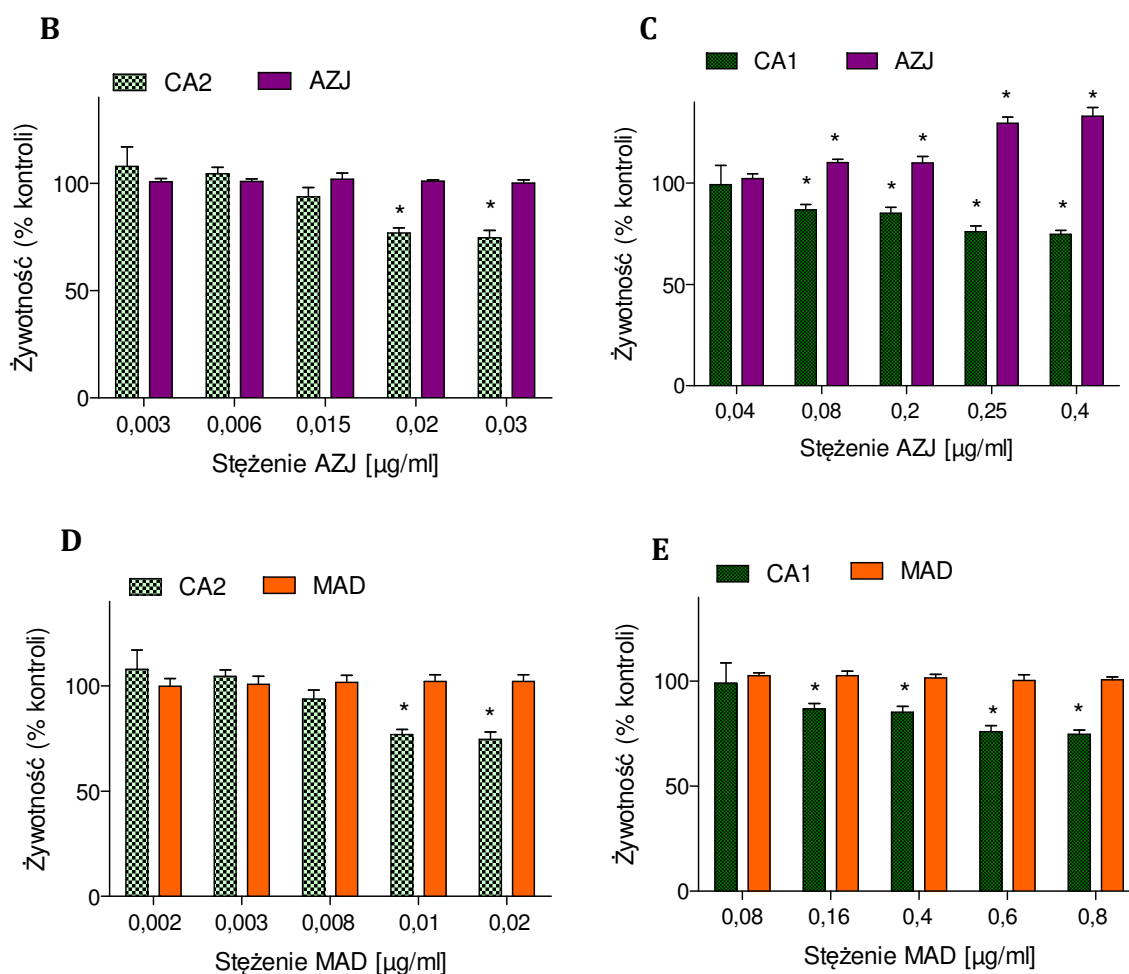 B
CA2 AZJ
Żywotność (% kontroli)
100
* *
50
0
0,003 0,006 0,015 0,02 0,03
Stężenie AZJ [µg/ml]
C
CA1 AZJ
Żywotność (% kontroli)
* *
* *
100
* * * *
50
0
0,04 0,08 0,2 0,25 0,4
Stężenie AZJ [µg/ml]
D
CA2 MAD
Żywotność (% kontroli)
100
* *
50
0
0,002 0,003 0,008 0,01 0,02
Stężenie MAD [µg/ml]
E
CA1 MAD
Żywotność (% kontroli)
100
* * * *
50
0
0,08 0,16 0,4 0,6 0,8
Stężenie MAD [µg/ml]